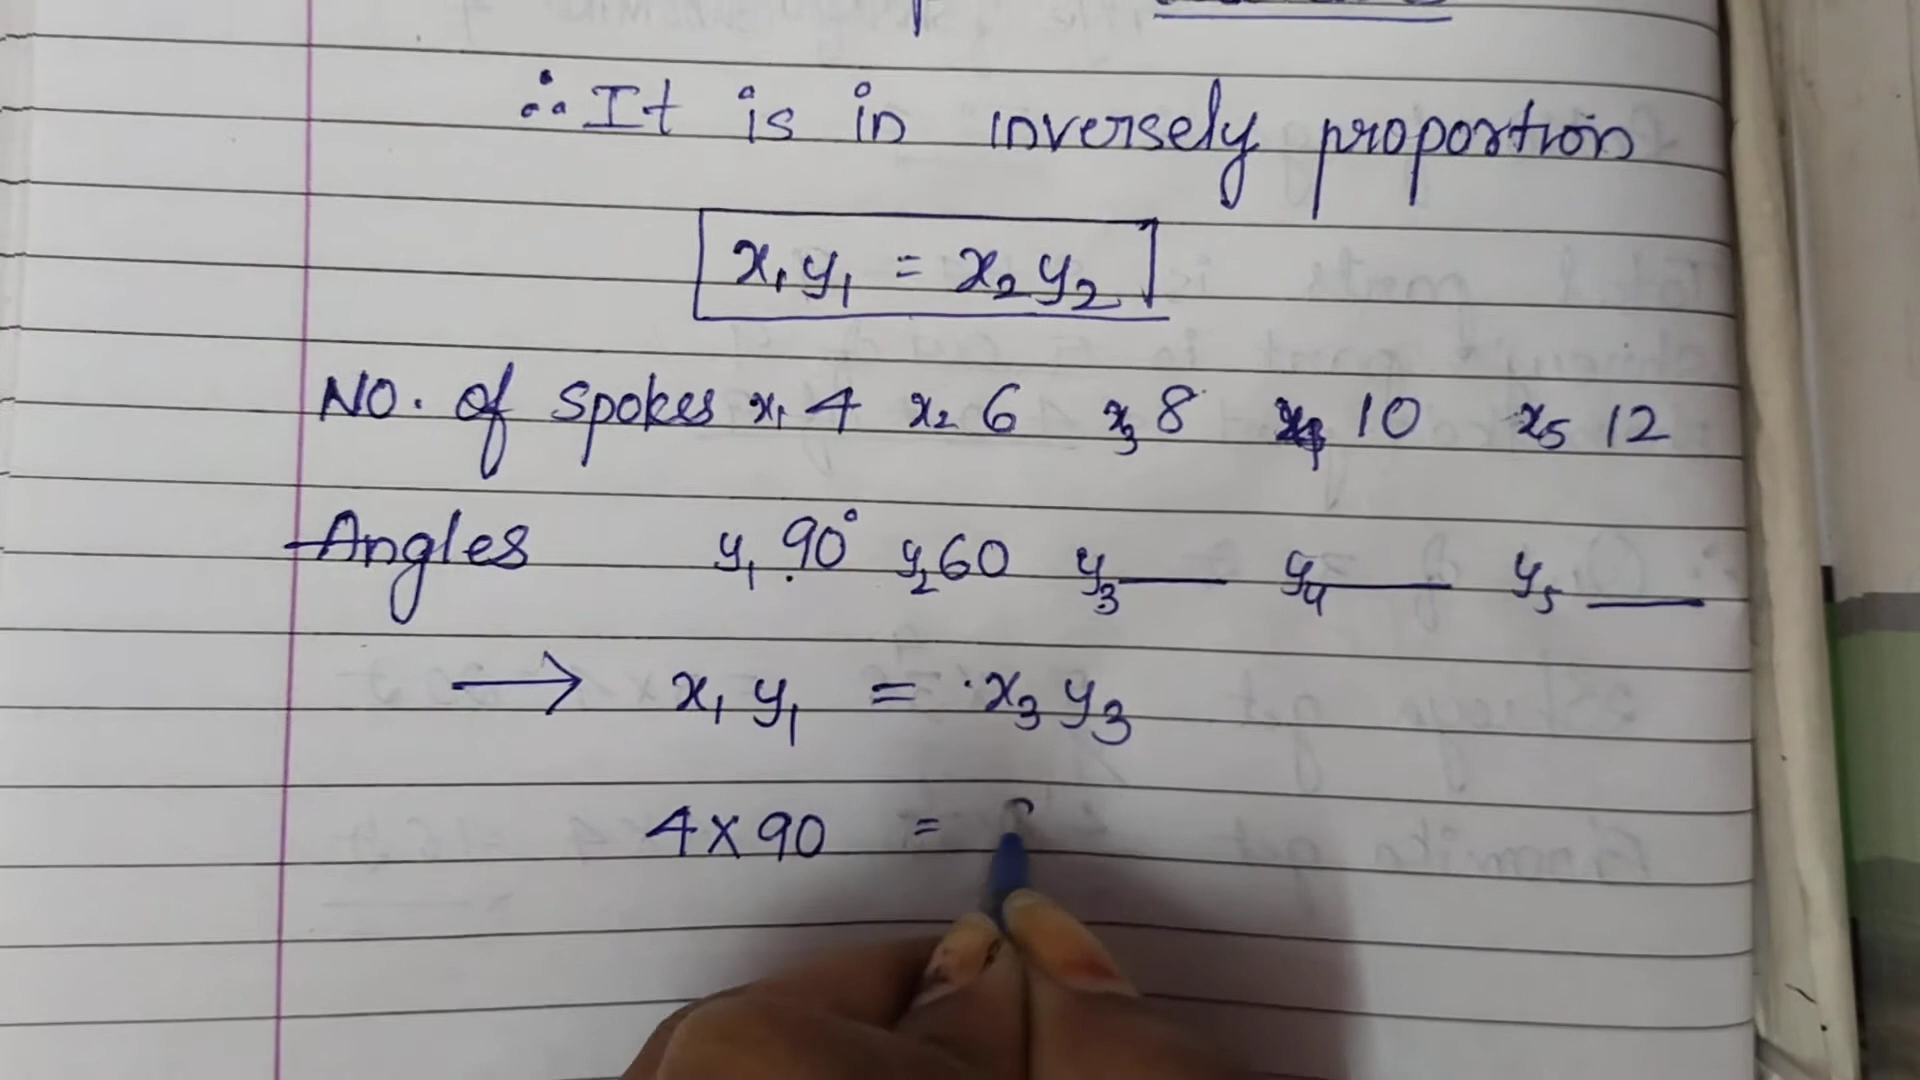 ∴ It is in inversely proportion
x₁y₁ = x₂y₂
NO. of spokes x₁ 4 x₂ 6 x₃ 8 x₄ 10 x₅ 12
Angles y₁ 90° y₂ 60 y₃ ___ y₄ ___ y₅ ___
→ x₁ y₁ = x₃ y₃
4 × 90 =